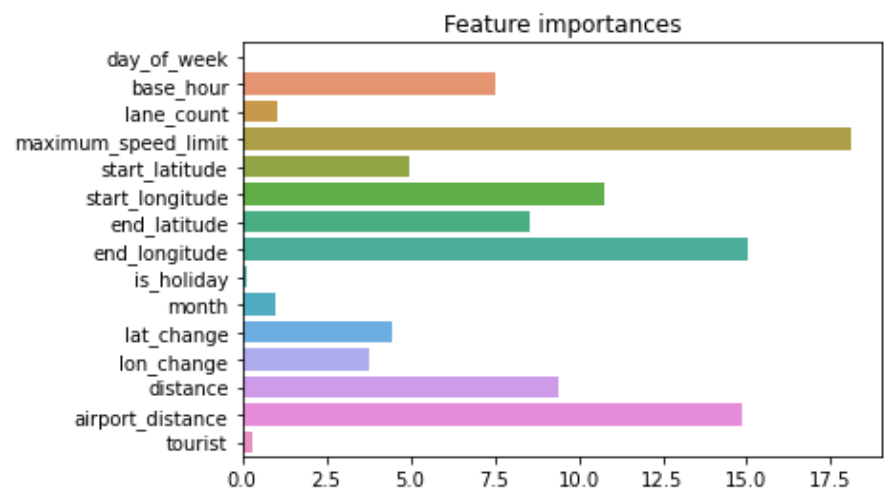 Feature importances
day_of_week
base_hour
lane_count
maximum_speed_limit
start_latitude
start_longitude
end_latitude
end_longitude
is_holiday
month
lat_change
lon_change
distance
airport_distance
tourist
0.0 2.5 5.0 7.5 10.0 12.5 15.0 17.5